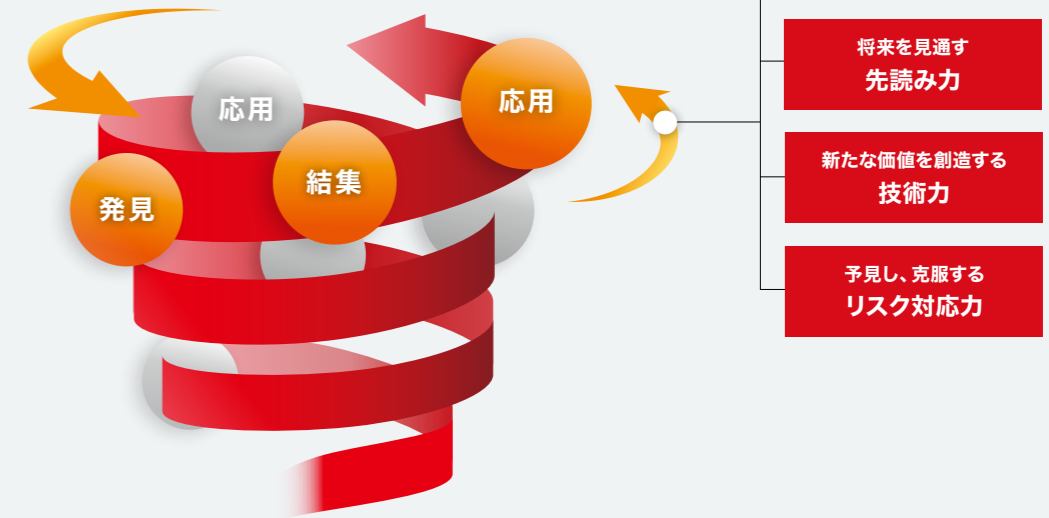 応用
応用
結集
発見
将来を見通す
先読み力
新たな価値を創造する
技術力
予見し、克服する
リスク対応力